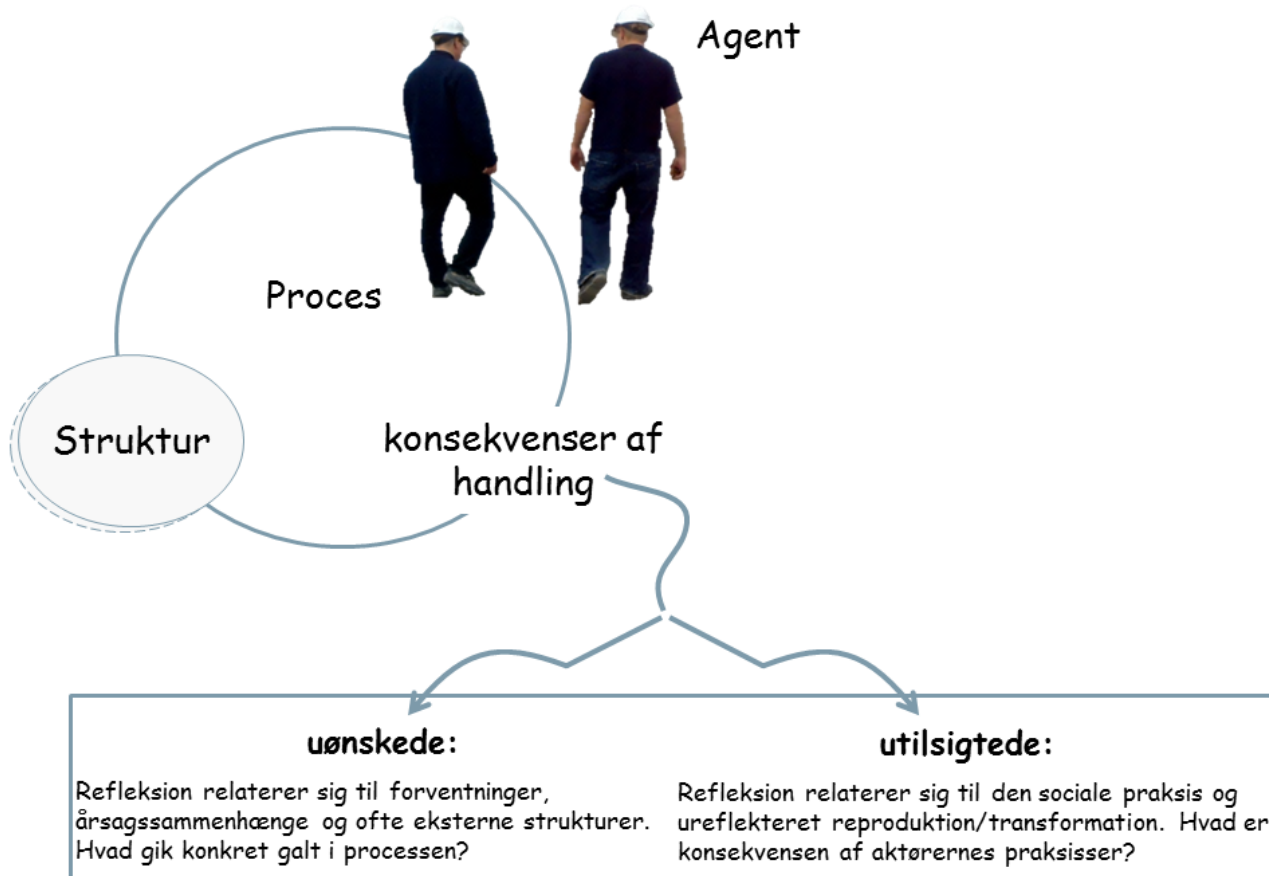 Agent
Proces
Struktur
konsekvenser af
handling
uønskede:
Refleksion relaterer sig til forventninger,
årsagssammenhænge og ofte eksterne strukturer.
Hvad gik konkret galt i processen?
utilsigtede:
Refleksion relaterer sig til den sociale praksis og
ureflekteret reproduktion/transformation. Hvad er
konsekvensen af aktørernes praksisser?